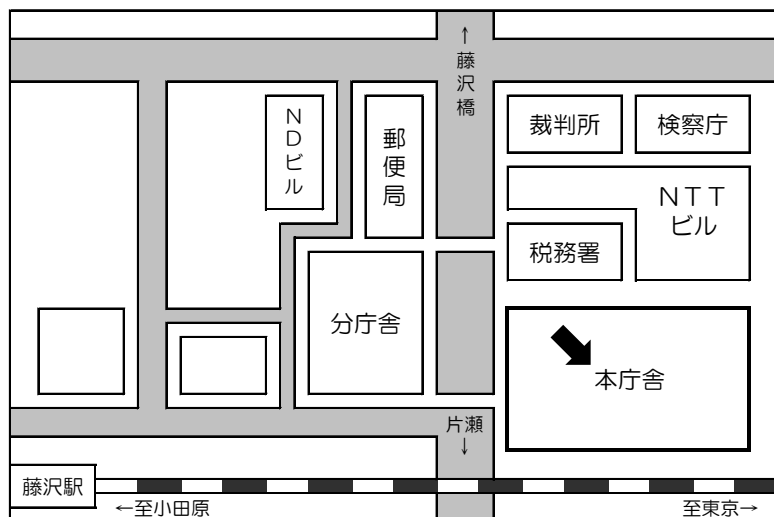 ↑藤沢橋
NDビル
郵便局
裁判所
検察庁
NTT
ビル
税務署
分庁舎
本庁舎
片瀬
↓
藤沢駅
←至小田原
至東京→